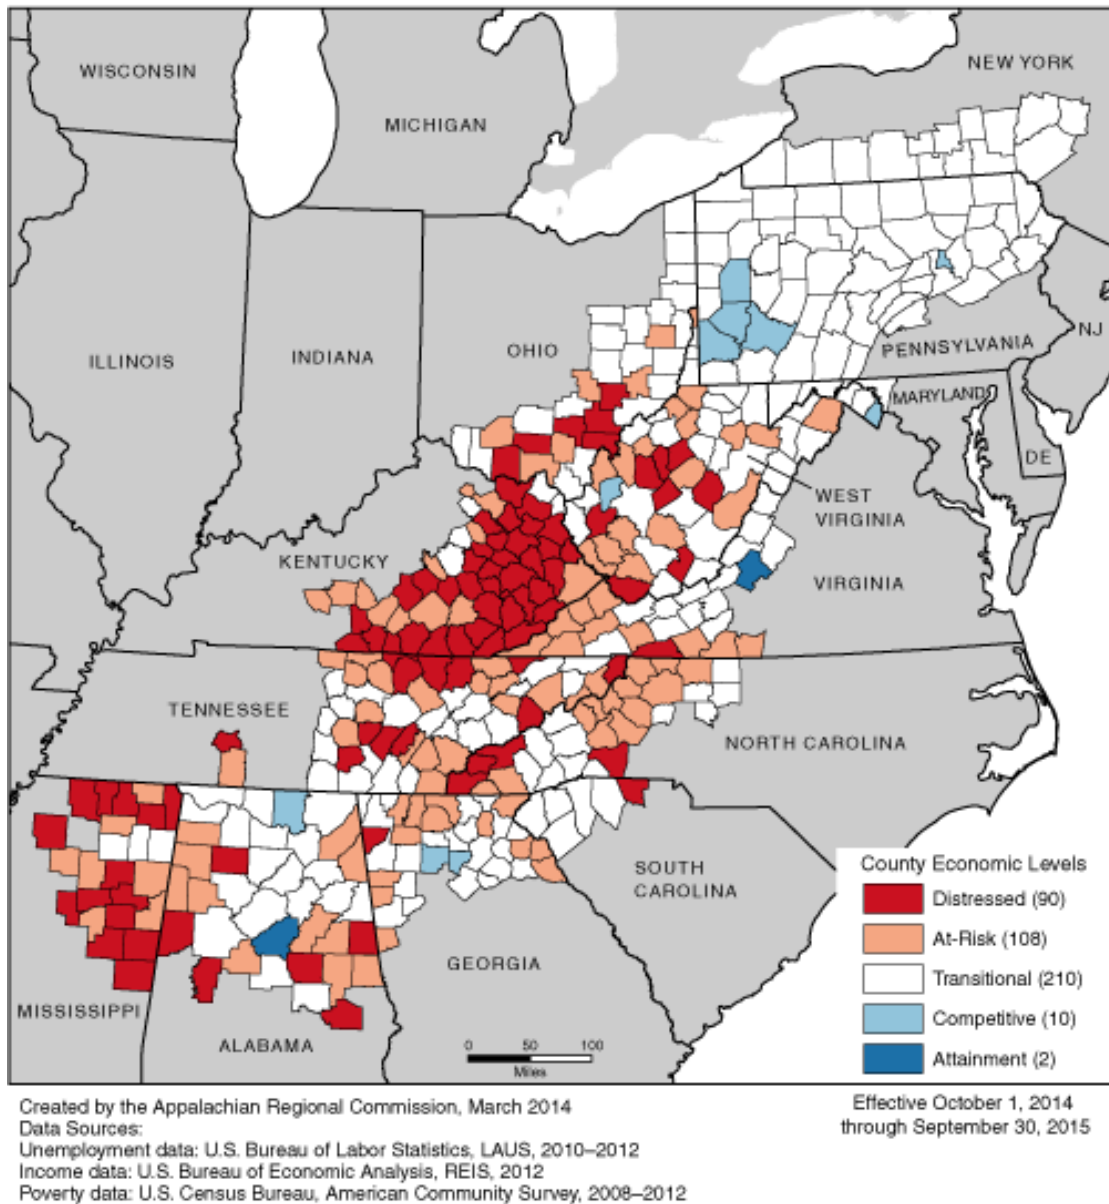 WISCONSIN
NEW YORK
MICHIGAN
ILLINOIS
INDIANA
OHIO
PENNSYLVANIA
NJ
MARYLAND
DE
WEST
VIRGINIA
KENTUCKY
VIRGINIA
TENNESSEE
NORTH CAROLINA
SOUTH
CAROLINA
GEORGIA
MISSISSIPPI
ALABAMA
County Economic Levels
Distressed (90)
At-Risk (108)
Transitional (210)
Competitive (10)
Attainment (2)
0 50 100
Miles
Created by the Appalachian Regional Commission, March 2014
Data Sources:
Unemployment data: U.S. Bureau of Labor Statistics, LAUS, 2010–2012
Income data: U.S. Bureau of Economic Analysis, REIS, 2012
Poverty data: U.S. Census Bureau, American Community Survey, 2008–2012
Effective October 1, 2014
through September 30, 2015